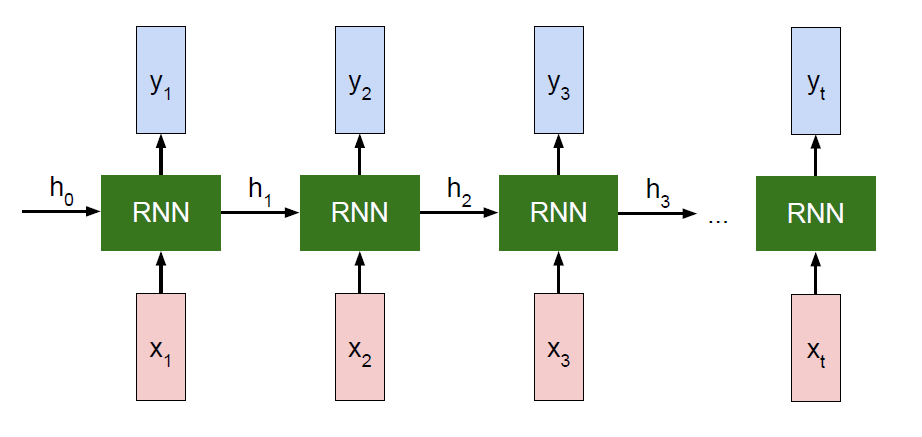 y1 y2 y3 yt
h0 RNN h1 RNN h2 RNN h3 ... RNN
x1 x2 x3 xt